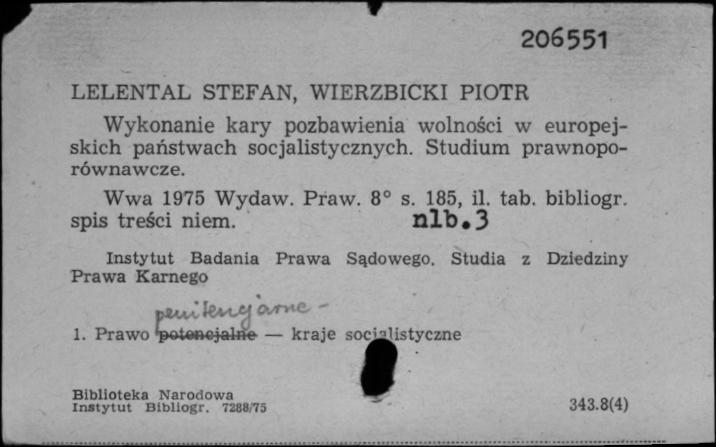 206551
LELENTAL STEFAN, WIERZBICKI PIOTR
Wykonanie kary pozbawienia wolności w europej-
skich państwach socjalistycznych. Studium prawnopo-
równawcze.
Wwa 1975 Wydaw. Praw. 8° s. 185, il. tab. bibliogr.
spis treści niem. nlb.3
Instytut Badania Prawa Sądowego. Studia z Dziedziny
Prawa Karnego
penitencjarne -
1. Prawo potencjalne — kraje socjalistyczne
Biblioteka Narodowa
Instytut Bibliogr. 7288/75 343.8(4)